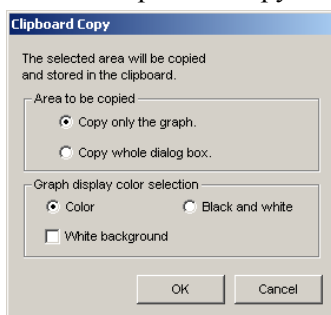 Clipboard Copy
The selected area will be copied
and stored in the clipboard.
Area to be copied
Copy only the graph.
Copy whole dialog box.
Graph display color selection
Color Black and white
White background
OK Cancel